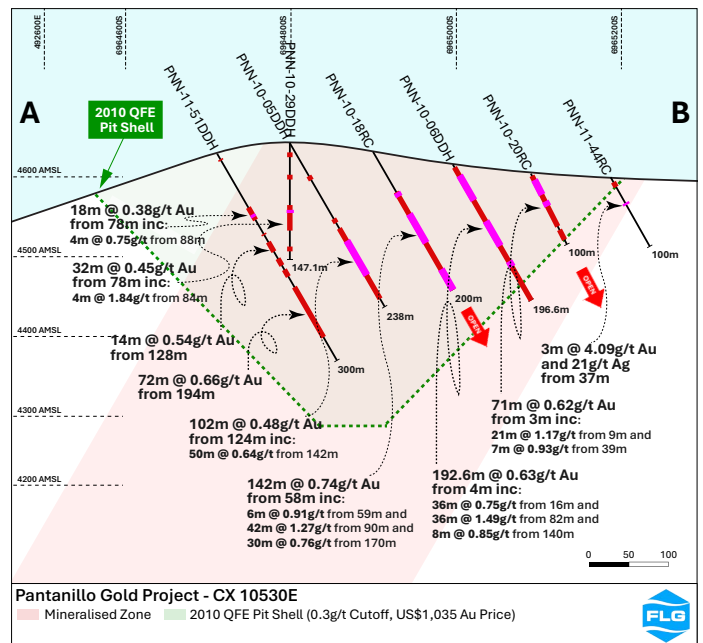 492600E
6964600S
6964800S
6965000S
6965200S
A
B
2010 QFE
Pit Shell
PNN-11-51DDH
PNN-10-05DDH
PNN-10-29DDH
PNN-10-18RC
PNN-10-06DDH
PNN-10-20RC
PNN-11-44RC
4600 AMSL
4500 AMSL
4400 AMSL
4300 AMSL
4200 AMSL
18m @ 0.38g/t Au
from 78m inc:
4m @ 0.75g/t from 88m
32m @ 0.45g/t Au
from 78m inc:
4m @ 1.84g/t from 84m
14m @ 0.54g/t Au
from 128m
72m @ 0.66g/t Au
from 194m
102m @ 0.48g/t Au
from 124m inc:
50m @ 0.64g/t from 142m
142m @ 0.74g/t Au
from 58m inc:
6m @ 0.91g/t from 59m and
42m @ 1.27g/t from 90m and
30m @ 0.76g/t from 170m
192.6m @ 0.63g/t Au
from 4m inc:
36m @ 0.75g/t from 16m and
36m @ 1.49g/t from 82m and
8m @ 0.85g/t from 140m
71m @ 0.62g/t Au
from 3m inc:
21m @ 1.17g/t from 9m and
7m @ 0.93g/t from 39m
3m @ 4.09g/t Au
and 21g/t Ag
from 37m
147.1m
300m
238m
200m
196.6m
100m
100m
OPEN
OPEN
0 50 100
Pantanillo Gold Project - CX 10530E
Mineralised Zone
2010 QFE Pit Shell (0.3g/t Cutoff, US$1,035 Au Price)
FLG